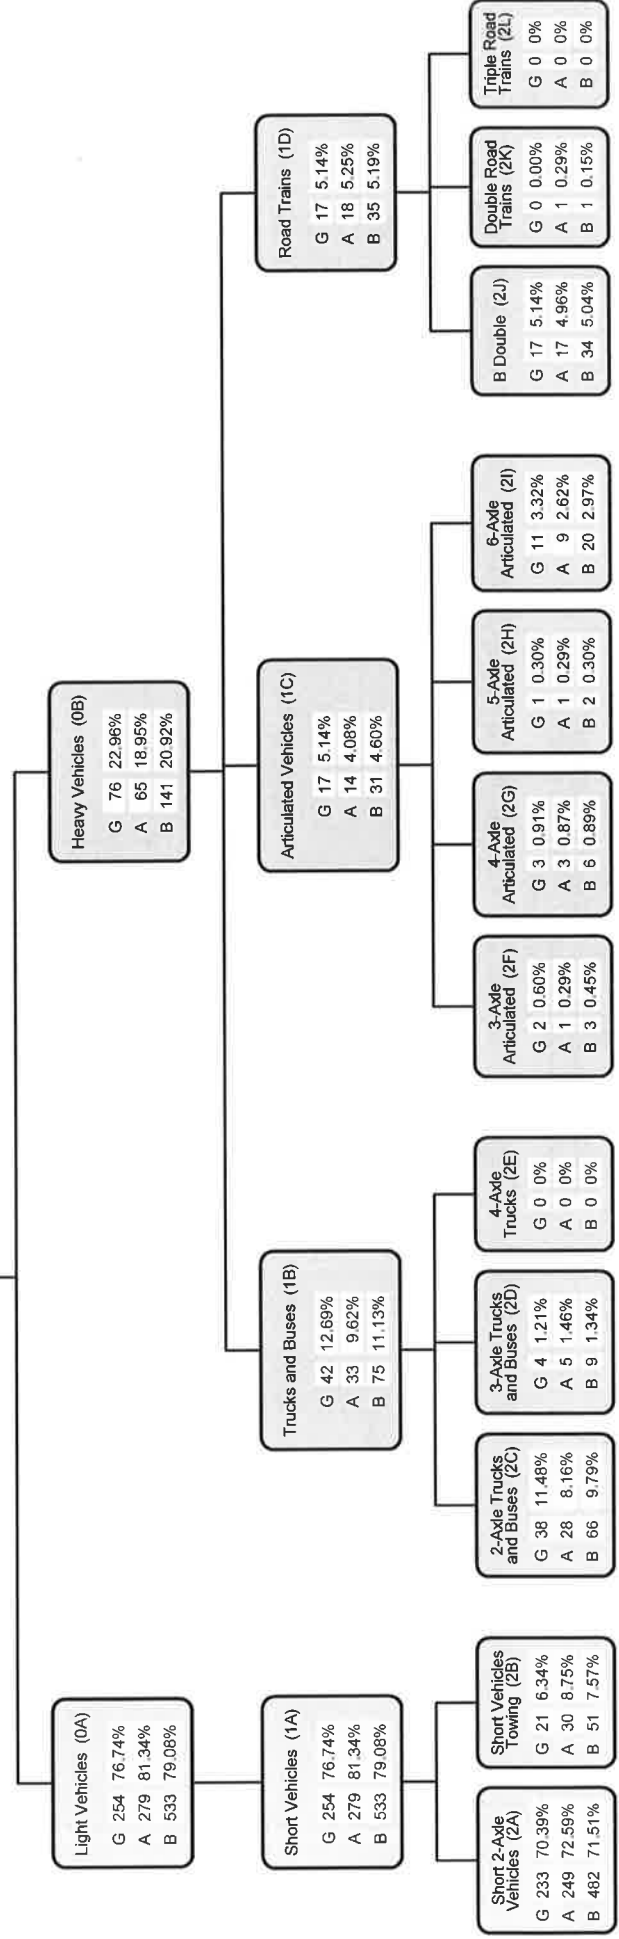 Light Vehicles (0A)
G 254 76.74%
A 279 81.34%
B 533 79.08%
Heavy Vehicles (0B)
G 76 22.96%
A 65 18.95%
B 141 20.92%
Short Vehicles (1A)
G 254 76.74%
A 279 81.34%
B 533 79.08%
Trucks and Buses (1B)
G 42 12.69%
A 33 9.62%
B 75 11.13%
Articulated Vehicles (1C)
G 17 5.14%
A 14 4.08%
B 31 4.60%
Road Trains (1D)
G 17 5.14%
A 18 5.25%
B 35 5.19%
Short 2-Axle
Vehicles (2A)
G 233 70.39%
A 249 72.59%
B 482 71.51%
Short Vehicles
Towing (2B)
G 21 6.34%
A 30 8.75%
B 51 7.57%
2-Axle Trucks
and Buses (2C)
G 38 11.48%
A 28 8.16%
B 66 9.79%
3-Axle Trucks
and Buses (2D)
G 4 1.21%
A 5 1.46%
B 9 1.34%
4-Axle
Trucks (2E)
G 0 0%
A 0 0%
B 0 0%
3-Axle
Articulated (2F)
G 2 0.60%
A 1 0.29%
B 3 0.45%
4-Axle
Articulated (2G)
G 3 0.91%
A 3 0.87%
B 6 0.89%
5-Axle
Articulated (2H)
G 1 0.30%
A 1 0.29%
B 2 0.30%
6-Axle
Articulated (2I)
G 11 3.32%
A 9 2.62%
B 20 2.97%
B Double (2J)
G 17 5.14%
A 17 4.96%
B 34 5.04%
Double Road
Trains (2K)
G 0 0.00%
A 1 0.29%
B 1 0.15%
Triple Road
Trains (2L)
G 0 0%
A 0 0%
B 0 0%